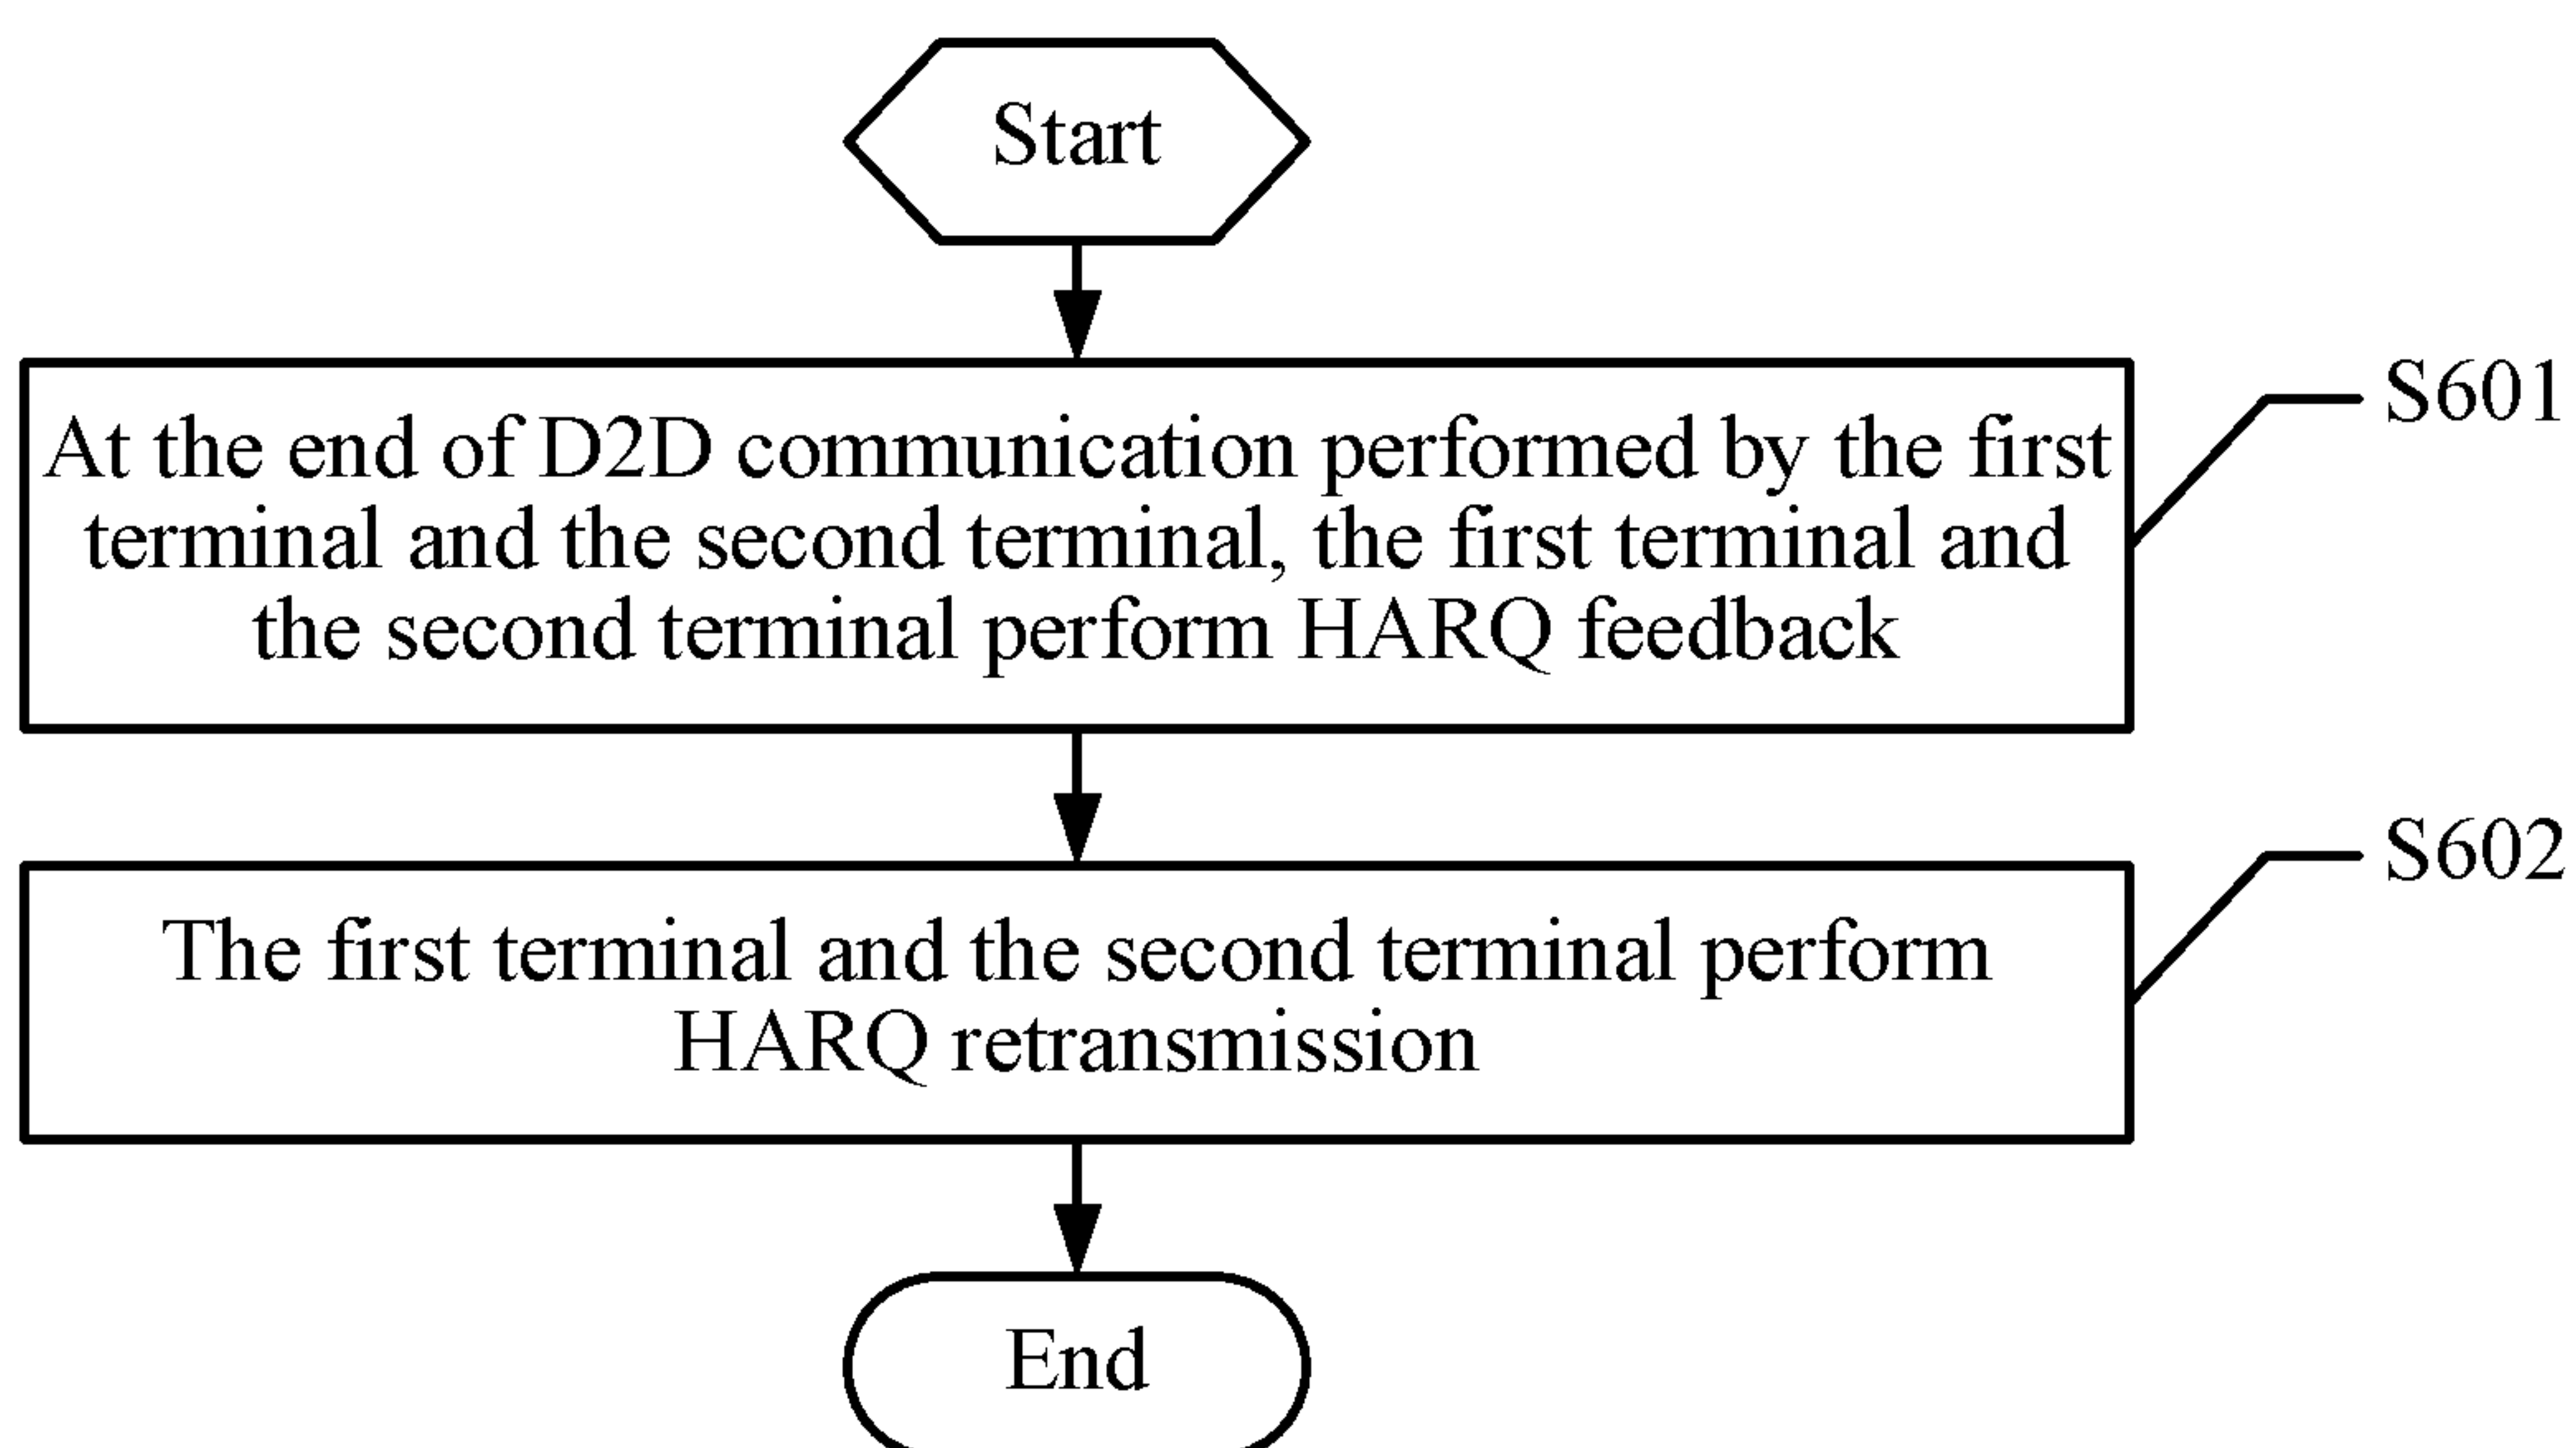 Start
S601
At the end of D2D communication performed by the first
terminal and the second terminal, the first terminal and
the second terminal perform HARQ feedback
S602
The first terminal and the second terminal perform
HARQ retransmission
End